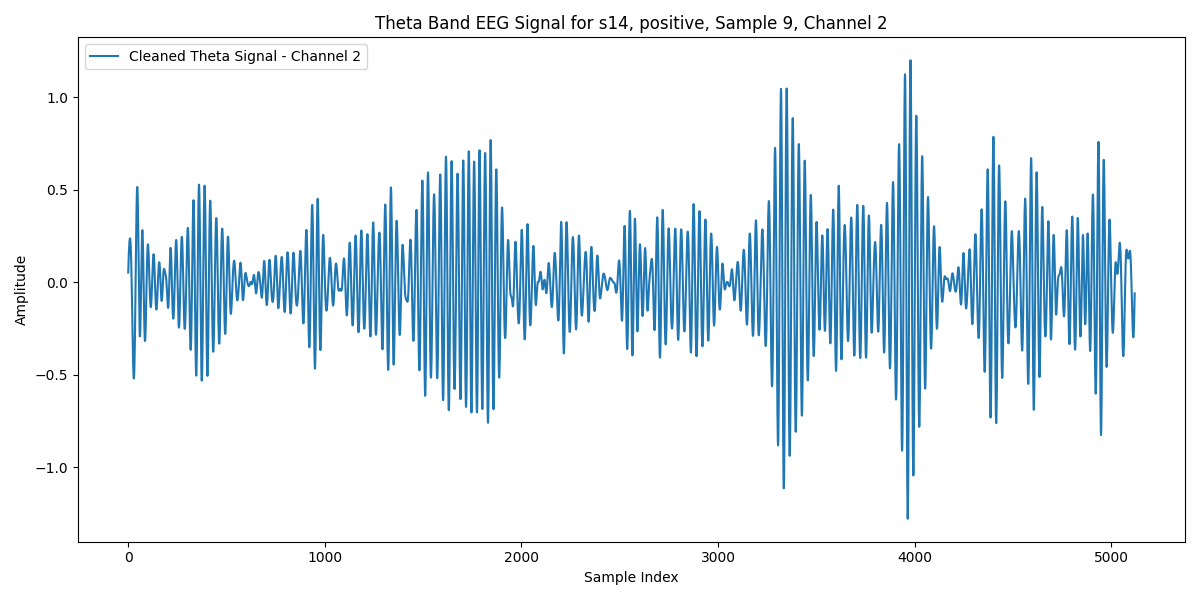 Theta Band EEG Signal for s14, positive, Sample 9, Channel 2
Cleaned Theta Signal - Channel 2
Amplitude
1.0
0.5
0.0
−0.5
−1.0
0 1000 2000 3000 4000 5000
Sample Index